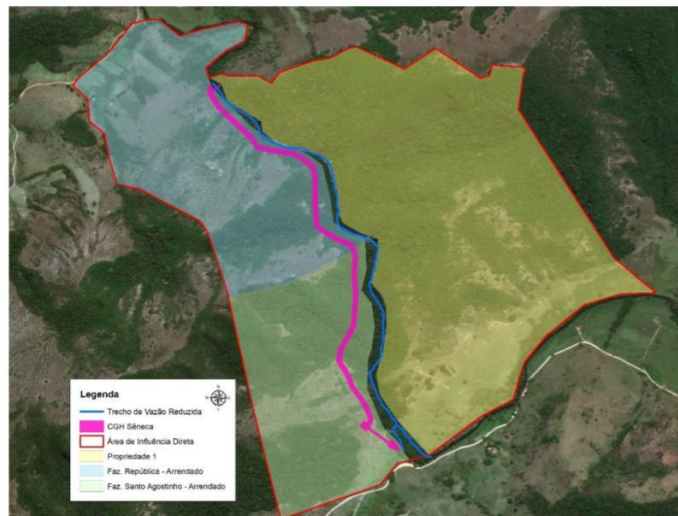 Legenda
Trecho de Vazão Reduzida
CGH Sêneca
Área de Influência Direta
Propriedade 1
Faz. República - Arrendado
Faz. Santo Agostinho - Arrendado